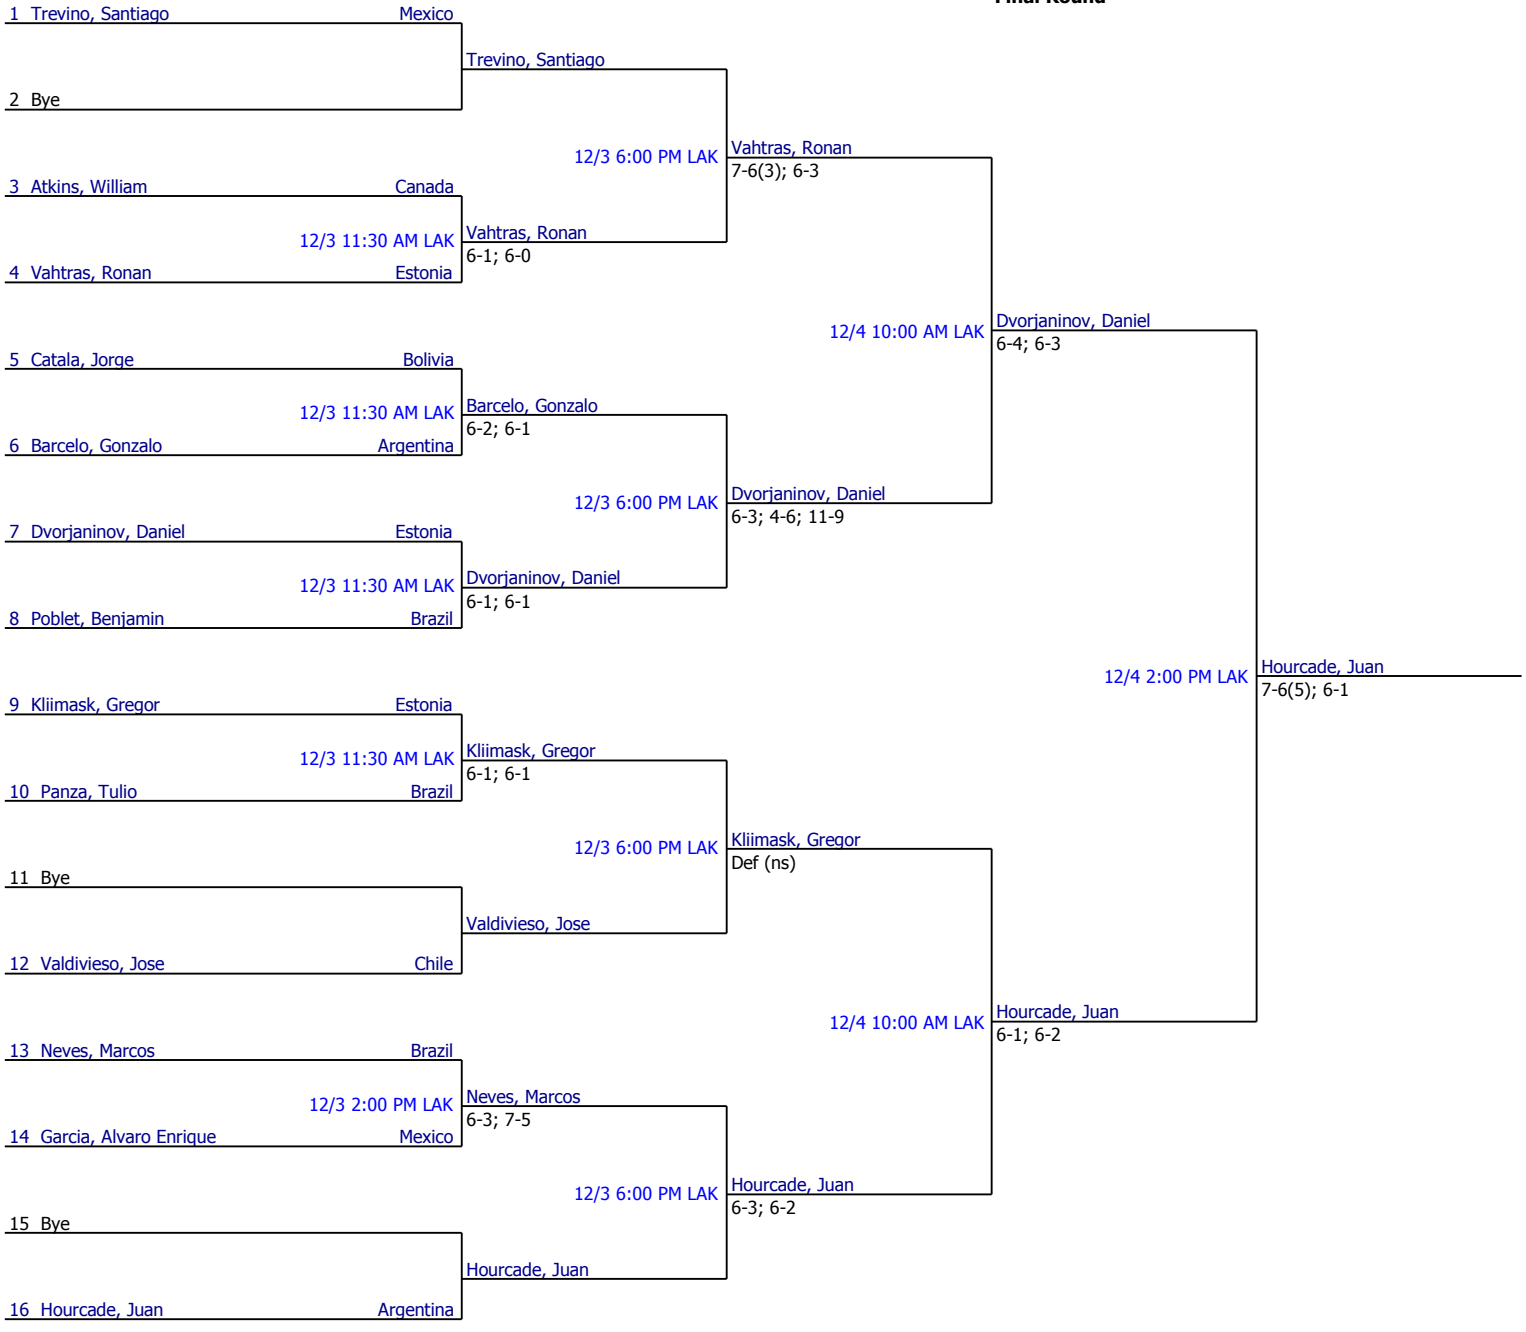 Final Round
1 Trevino, Santiago Mexico
Trevino, Santiago
2 Bye
12/3 6:00 PM LAK Vahtras, Ronan
7-6(3); 6-3
3 Atkins, William Canada
12/3 11:30 AM LAK Vahtras, Ronan
6-1; 6-0
4 Vahtras, Ronan Estonia
12/4 10:00 AM LAK Dvorjaninov, Daniel
6-4; 6-3
5 Catala, Jorge Bolivia
12/3 11:30 AM LAK Barcelo, Gonzalo
6-2; 6-1
6 Barcelo, Gonzalo Argentina
12/3 6:00 PM LAK Dvorjaninov, Daniel
6-3; 4-6; 11-9
7 Dvorjaninov, Daniel Estonia
12/3 11:30 AM LAK Dvorjaninov, Daniel
6-1; 6-1
8 Poblet, Benjamin Brazil
12/4 2:00 PM LAK Hourcade, Juan
7-6(5); 6-1
9 Kliimask, Gregor Estonia
12/3 11:30 AM LAK Kliimask, Gregor
6-1; 6-1
10 Panza, Tulio Brazil
12/3 6:00 PM LAK Kliimask, Gregor
Def (ns)
11 Bye
Valdivieso, Jose
12 Valdivieso, Jose Chile
12/4 10:00 AM LAK Hourcade, Juan
6-1; 6-2
13 Neves, Marcos Brazil
12/3 2:00 PM LAK Neves, Marcos
6-3; 7-5
14 Garcia, Alvaro Enrique Mexico
12/3 6:00 PM LAK Hourcade, Juan
6-3; 6-2
15 Bye
Hourcade, Juan
16 Hourcade, Juan Argentina